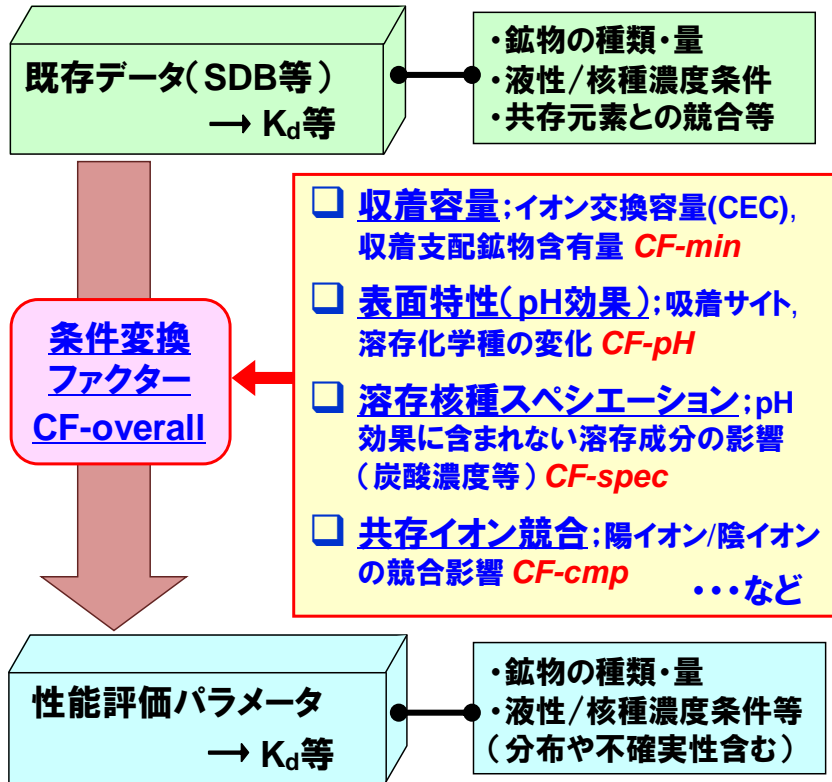 既存データ(SDB等)
→ Kd等
・鉱物の種類・量
・液性/核種濃度条件
・共存元素との競合等
❑ 収着容量;イオン交換容量(CEC),
収着支配鉱物含有量 CF-min
❑ 表面特性(pH効果);吸着サイト,
溶存化学種の変化 CF-pH
❑ 溶存核種スペシエーション;pH
効果に含まれない溶存成分の影響
(炭酸濃度等)CF-spec
❑ 共存イオン競合;陽イオン/陰イオン
の競合影響 CF-cmp
・・・など
条件変換
ファクター
CF-overall
性能評価パラメータ
→ Kd等
・鉱物の種類・量
・液性/核種濃度条件等
(分布や不確実性含む)